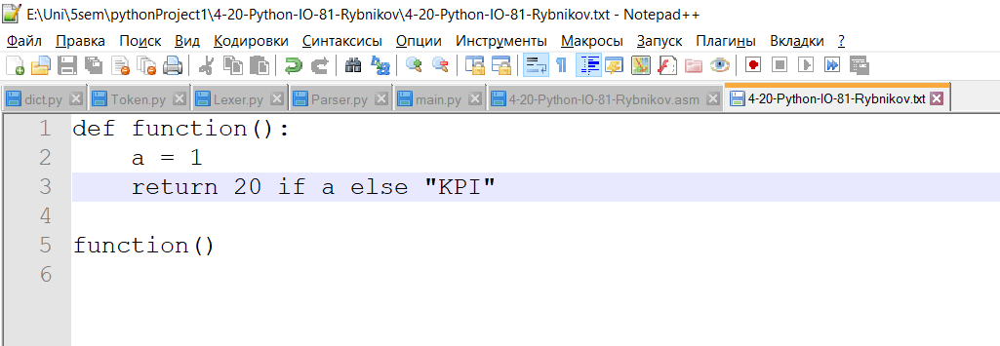 E:\Uni\5sem\pythonProject1\4-20-Python-IO-81-Rybnikov\4-20-Python-IO-81-Rybnikov.txt - Notepad++
Файл Правка Поиск Вид Кодировки Синтаксисы Опции Инструменты Макросы Запуск Плагины Вкладки ?
dict.py Token.py Lexer.py Parser.py main.py 4-20-Python-IO-81-Rybnikov.asm 4-20-Python-IO-81-Rybnikov.txt
1 def function():
2     a = 1
3     return 20 if a else "KPI"
4
5 function()
6